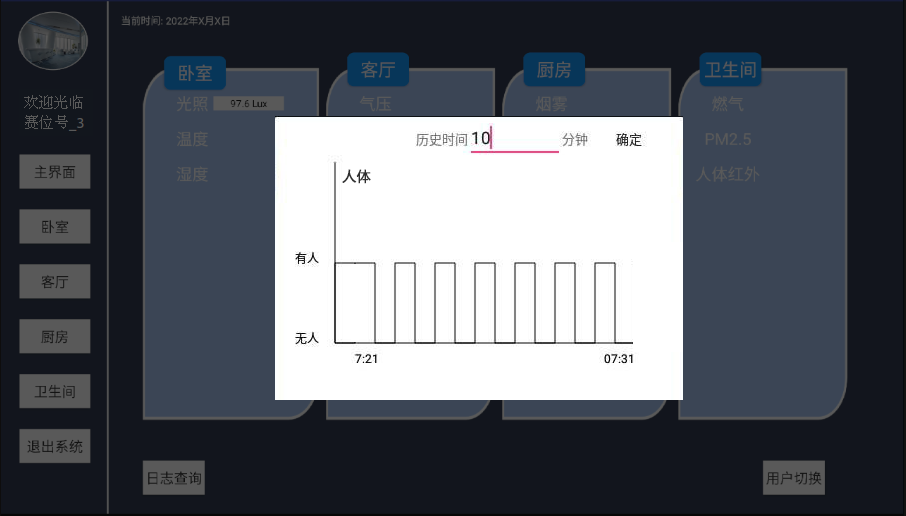 当前时间: 2022年X月X日
欢迎光临
赛位号_3
主界面
卧室
客厅
厨房
卫生间
退出系统
卧室
光照 97.6 Lux
温度
湿度
客厅
气压
厨房
烟雾
卫生间
燃气
PM2.5
人体红外
历史时间 10 分钟 确定
人体
有人
无人
7:21 07:31
日志查询
用户切换